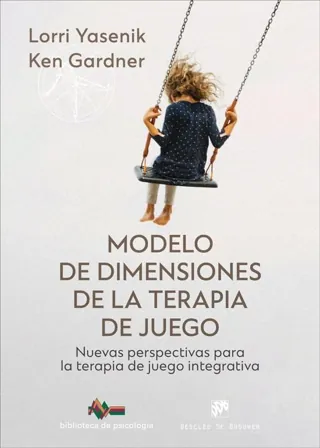 Lorri Yasenik
Ken Gardner
MODELO
DE DIMENSIONES
DE LA TERAPIA
DE JUEGO
Nuevas perspectivas para
la terapia de juego integrativa
biblioteca de psicología
DESCLÉE DE BROUWER